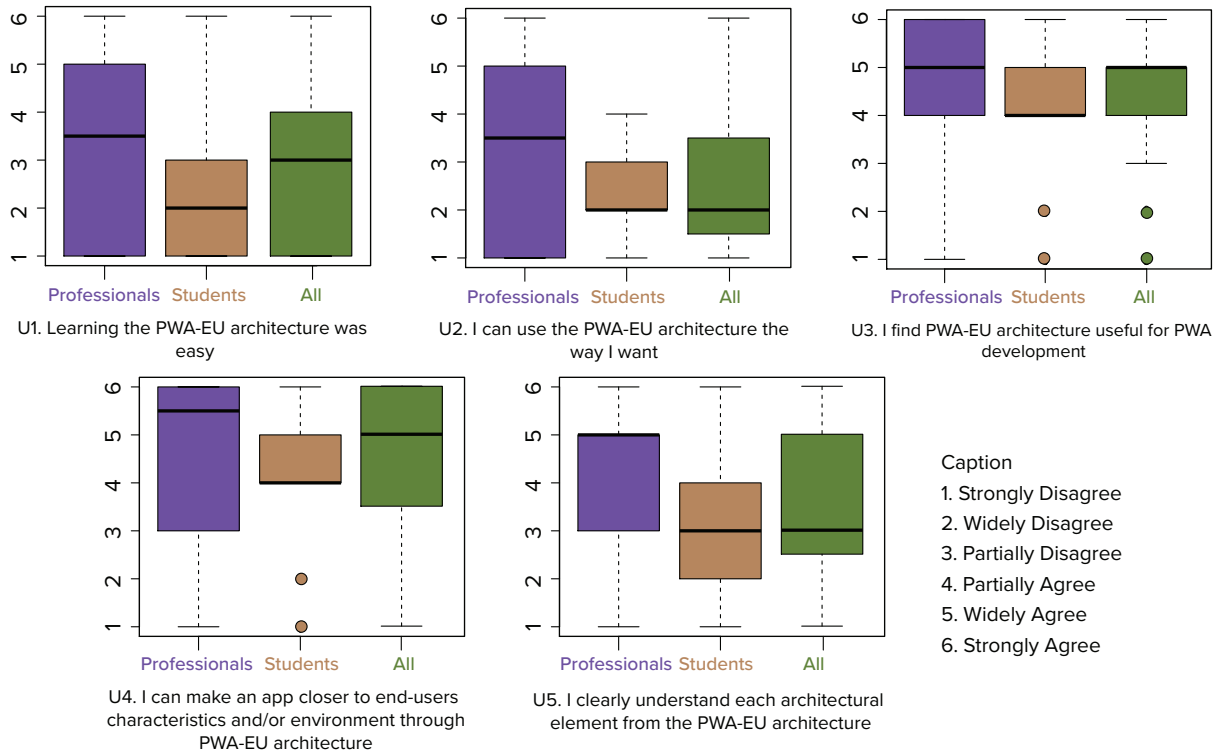 6
5
4
3
2
1
Professionals Students All
U1. Learning the PWA-EU architecture was
easy
6
5
4
3
2
1
Professionals Students All
U2. I can use the PWA-EU architecture the
way I want
6
5
4
3
2
1
Professionals Students All
U3. I find PWA-EU architecture useful for PWA
development
6
5
4
3
2
1
Professionals Students All
U4. I can make an app closer to end-users
characteristics and/or environment through
PWA-EU architecture
6
5
4
3
2
1
Professionals Students All
U5. I clearly understand each architectural
element from the PWA-EU architecture
Caption
1. Strongly Disagree
2. Widely Disagree
3. Partially Disagree
4. Partially Agree
5. Widely Agree
6. Strongly Agree